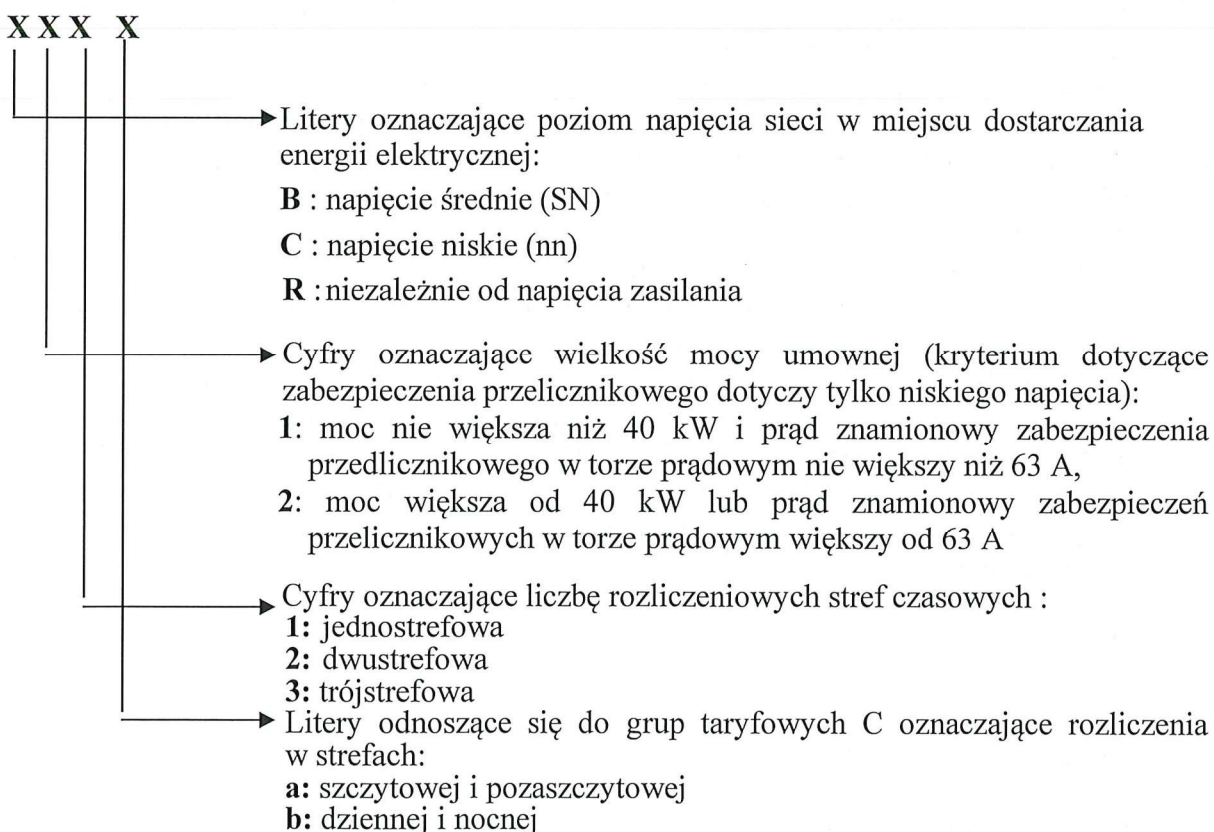 X X X X
Litery oznaczające poziom napięcia sieci w miejscu dostarczania
energii elektrycznej:
B : napięcie średnie (SN)
C : napięcie niskie (nn)
R : niezależnie od napięcia zasilania
Cyfry oznaczające wielkość mocy umownej (kryterium dotyczące
zabezpieczenia przelicznikowego dotyczy tylko niskiego napięcia):
1: moc nie większa niż 40 kW i prąd znamionowy zabezpieczenia
przedlicznikowego w torze prądowym nie większy niż 63 A,
2: moc większa od 40 kW lub prąd znamionowy zabezpieczeń
przelicznikowych w torze prądowym większy od 63 A
Cyfry oznaczające liczbę rozliczeniowych stref czasowych :
1: jednostrefowa
2: dwustrefowa
3: trójstrefowa
Litery odnoszące się do grup taryfowych C oznaczające rozliczenia
w strefach:
a: szczytowej i pozaszczytowej
b: dziennej i nocnej